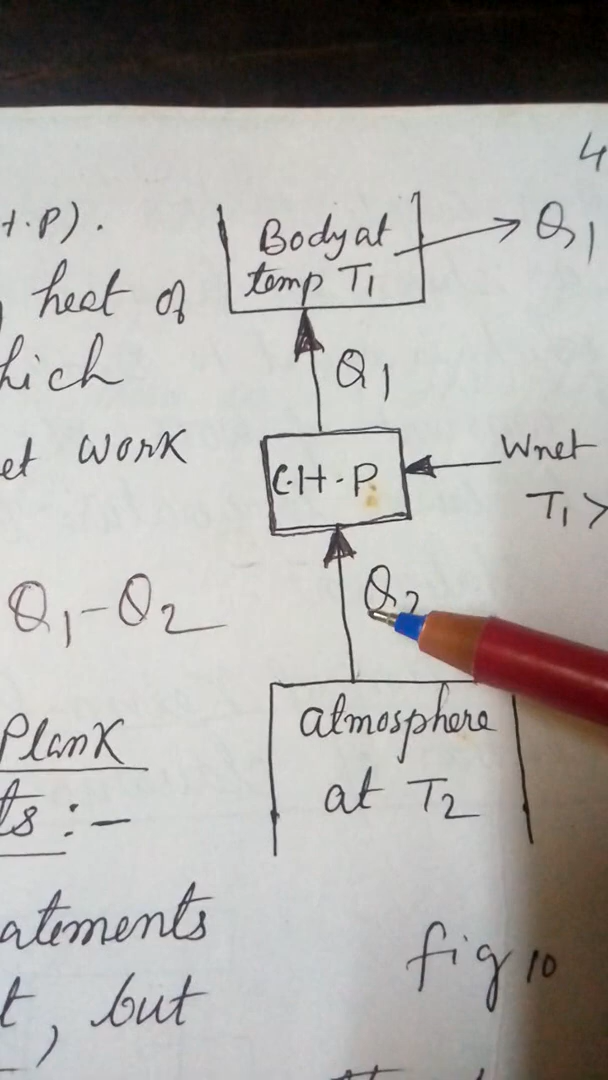 4
H.P).
heat of
hich
et work
Q1-Q2
Plank
ts:-
atements
t, but
Body at
temp T1
Q1
Q1
C.H.P.
Wnet
T1>
Q2
atmosphere
at T2
fig 10